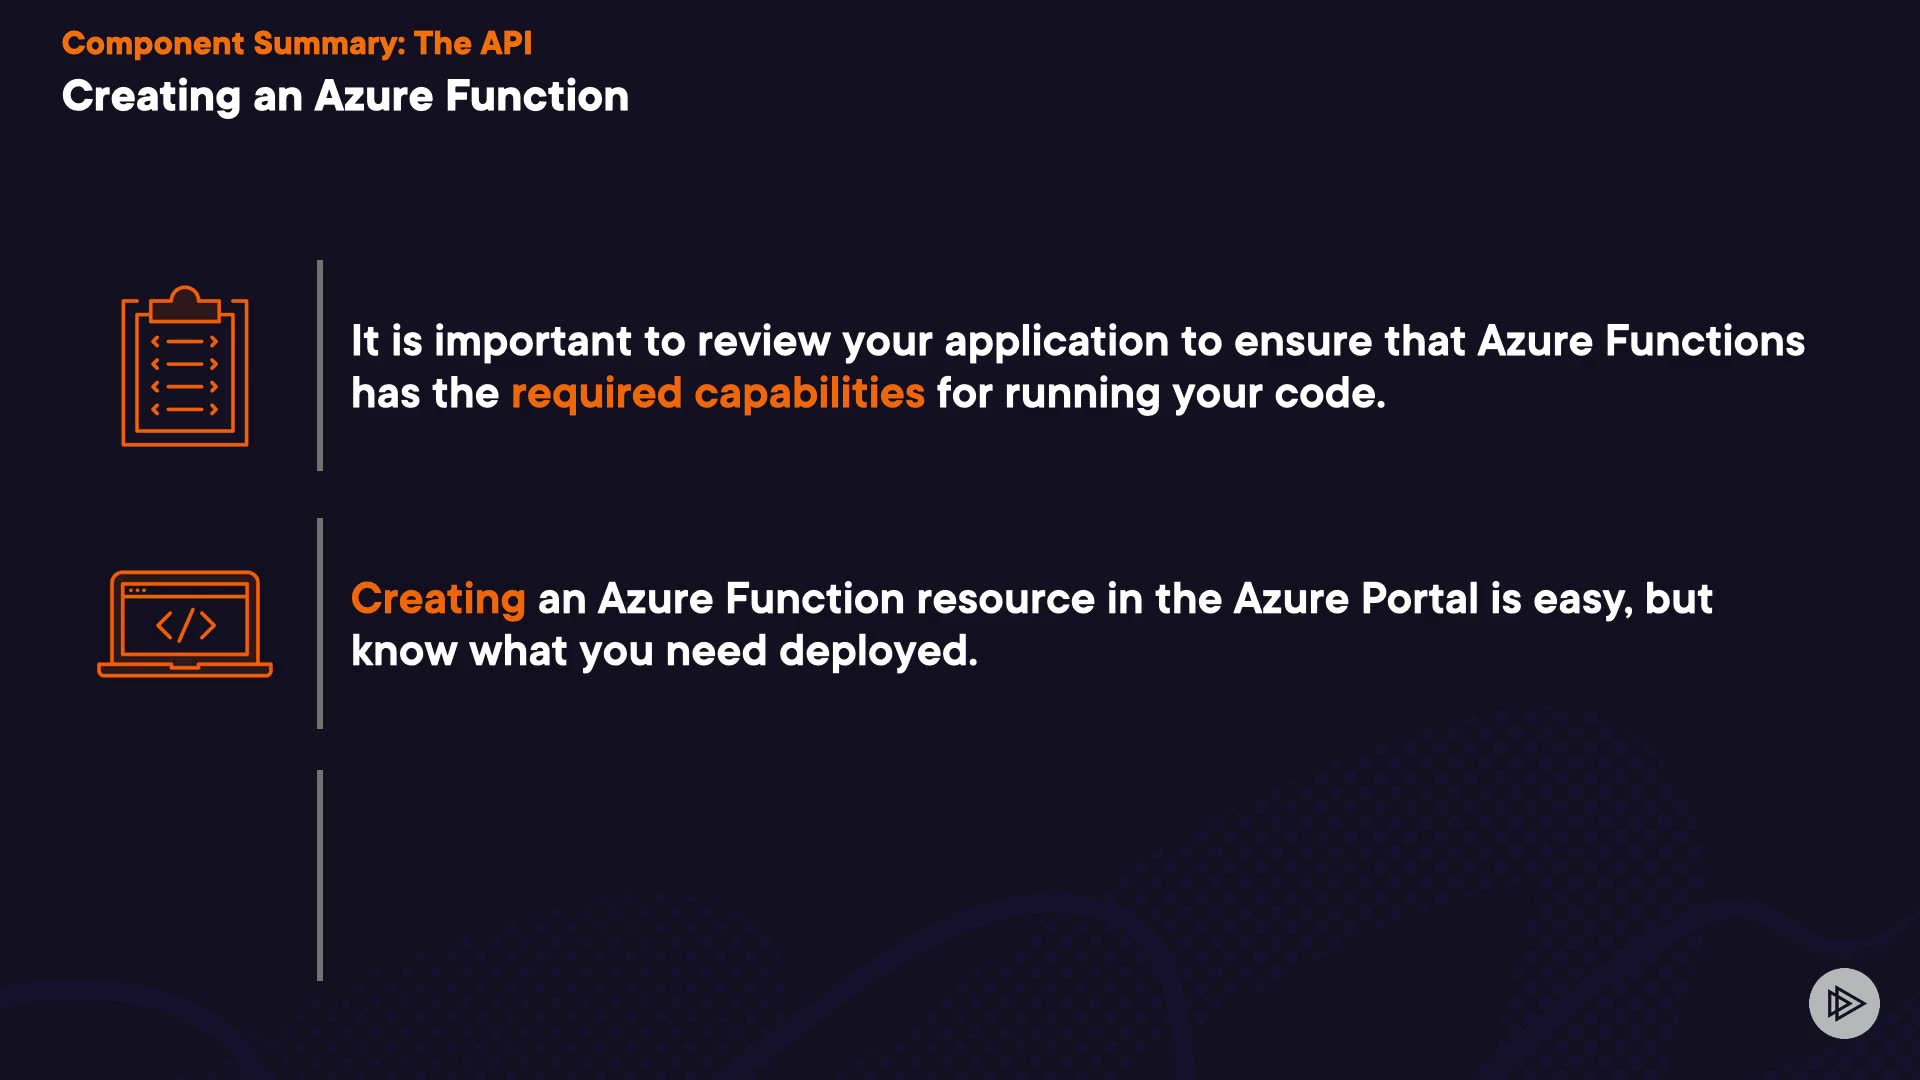 Component Summary: The API
Creating an Azure Function
It is important to review your application to ensure that Azure Functions
has the required capabilities for running your code.
Creating an Azure Function resource in the Azure Portal is easy, but
know what you need deployed.